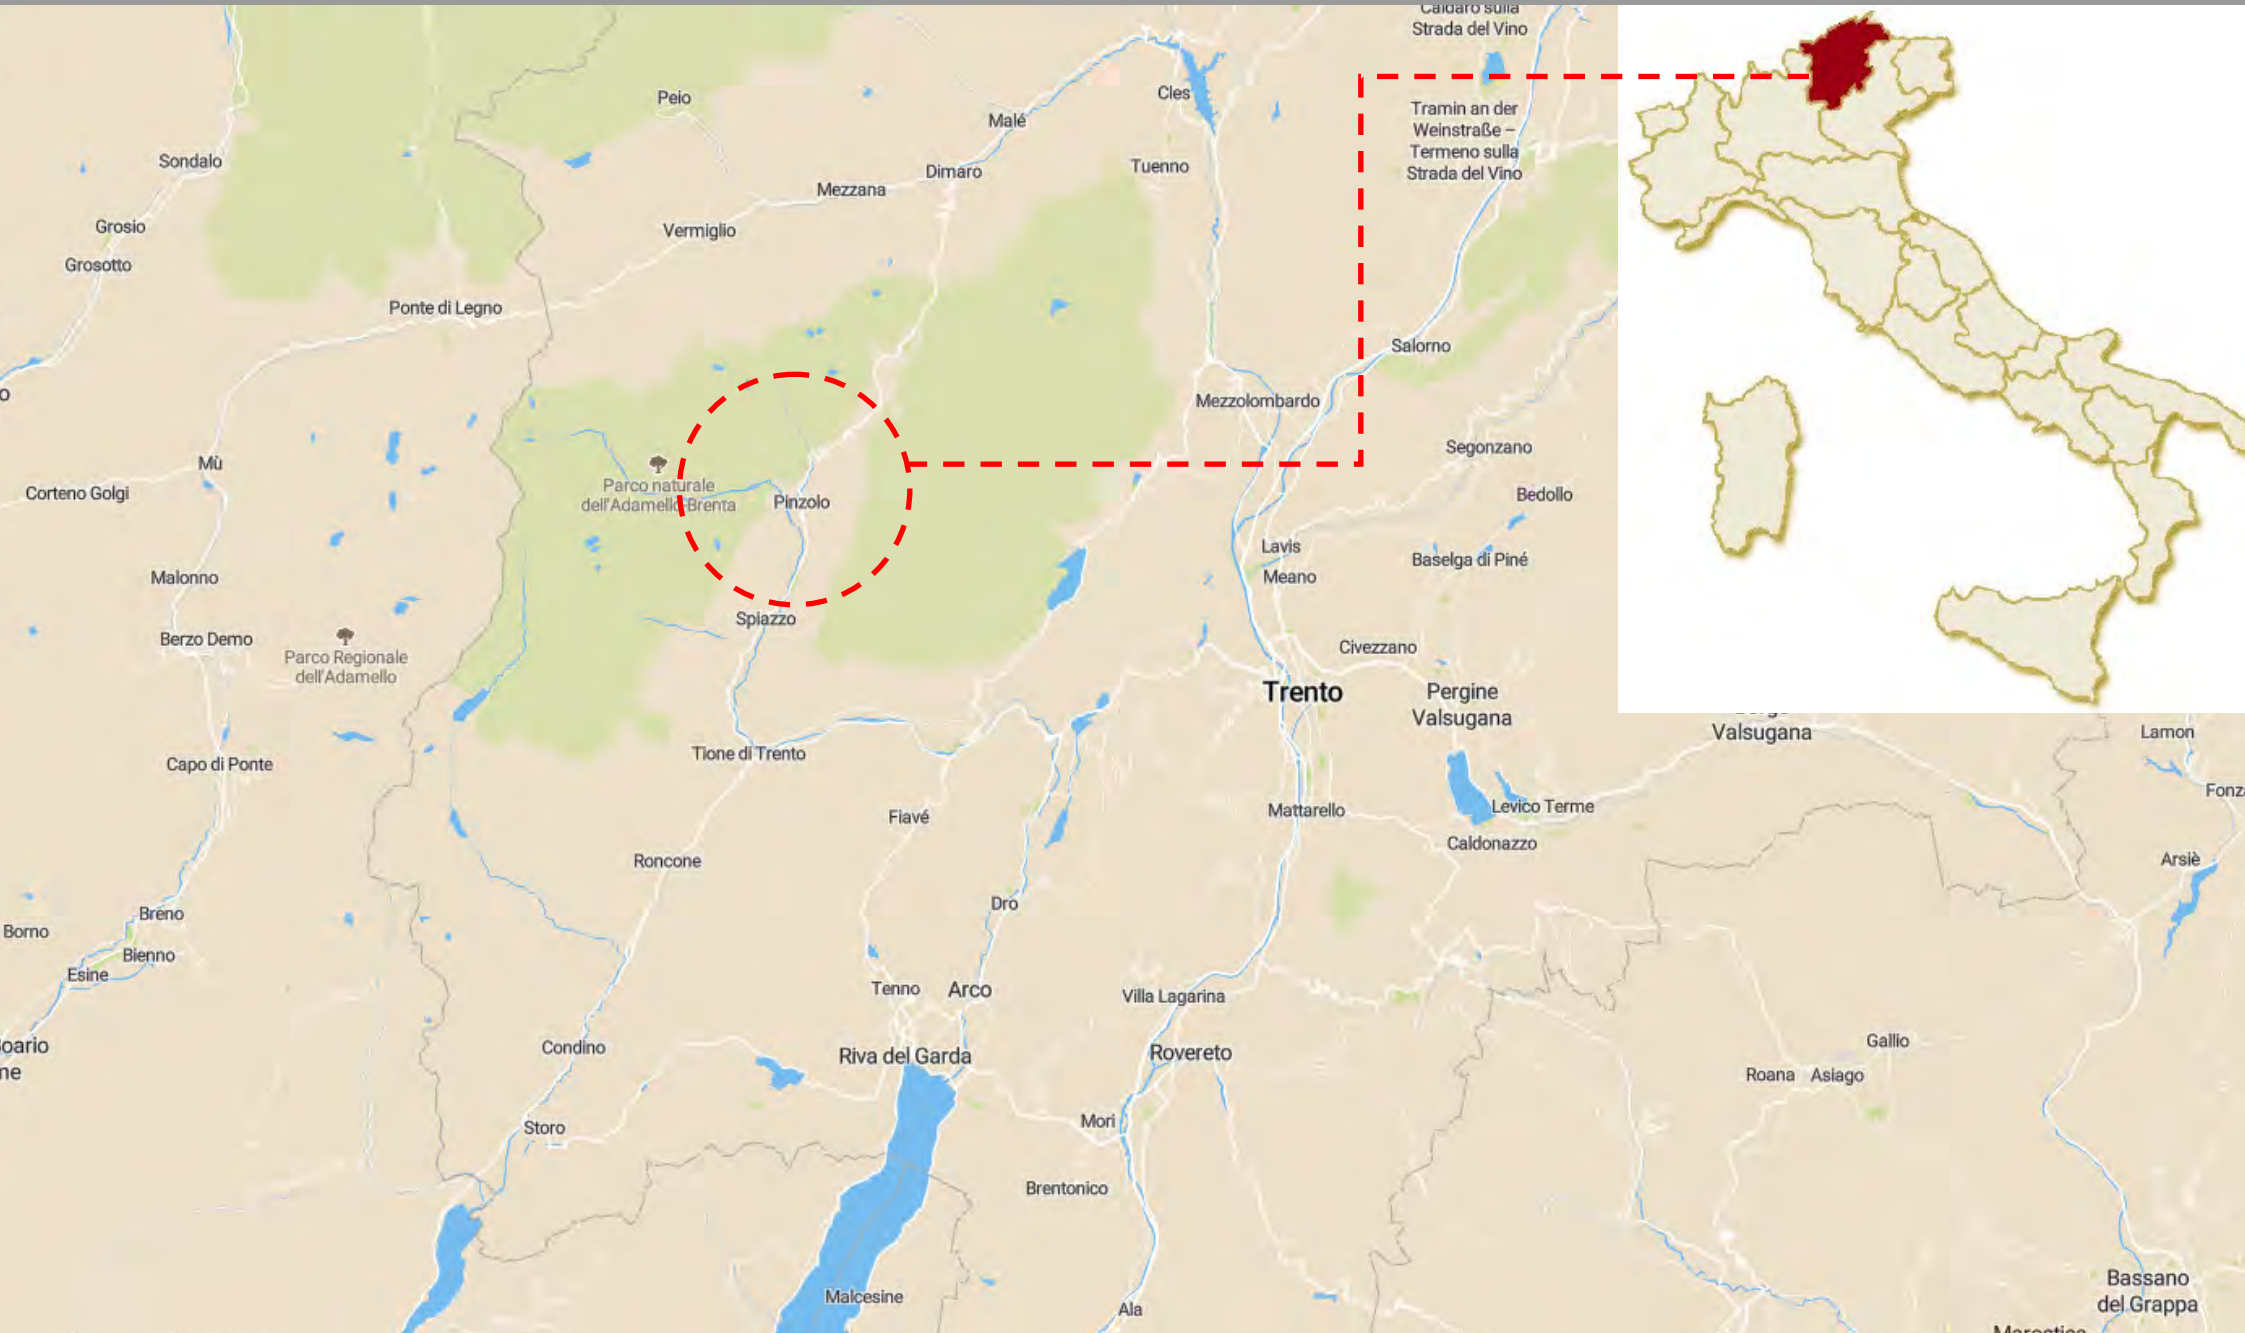 Caldaro sulla
Strada del Vino
Peio
Cles
Malé
Tramin an der
Weinstraße –
Termeno sulla
Strada del Vino
Sondalo
Tuenno
Dimaro
Mezzana
Grosio
Vermiglio
Grosotto
Ponte di Legno
Salorno
Mezzolombardo
Segonzano
Mù
Parco naturale
dell'Adamello-Brenta
Corteno Golgi
Pinzolo
Bedollo
Lavis
Baselga di Piné
Meano
Malonno
Spiazzo
Berzo Demo
Civezzano
Parco Regionale
dell'Adamello
Trento
Pergine
Valsugana
Valsugana
Lamon
Tione di Trento
Capo di Ponte
Levico Terme
Mattarello
Fiavé
Caldonazzo
Roncone
Arsiè
Dro
Breno
Borno
Bienno
Esine
Tenno
Arco
Villa Lagarina
Gallio
Condino
Riva del Garda
Rovereto
Roana
Asiago
Mori
Storo
Brentonico
Bassano
del Grappa
Malcesine
Ala